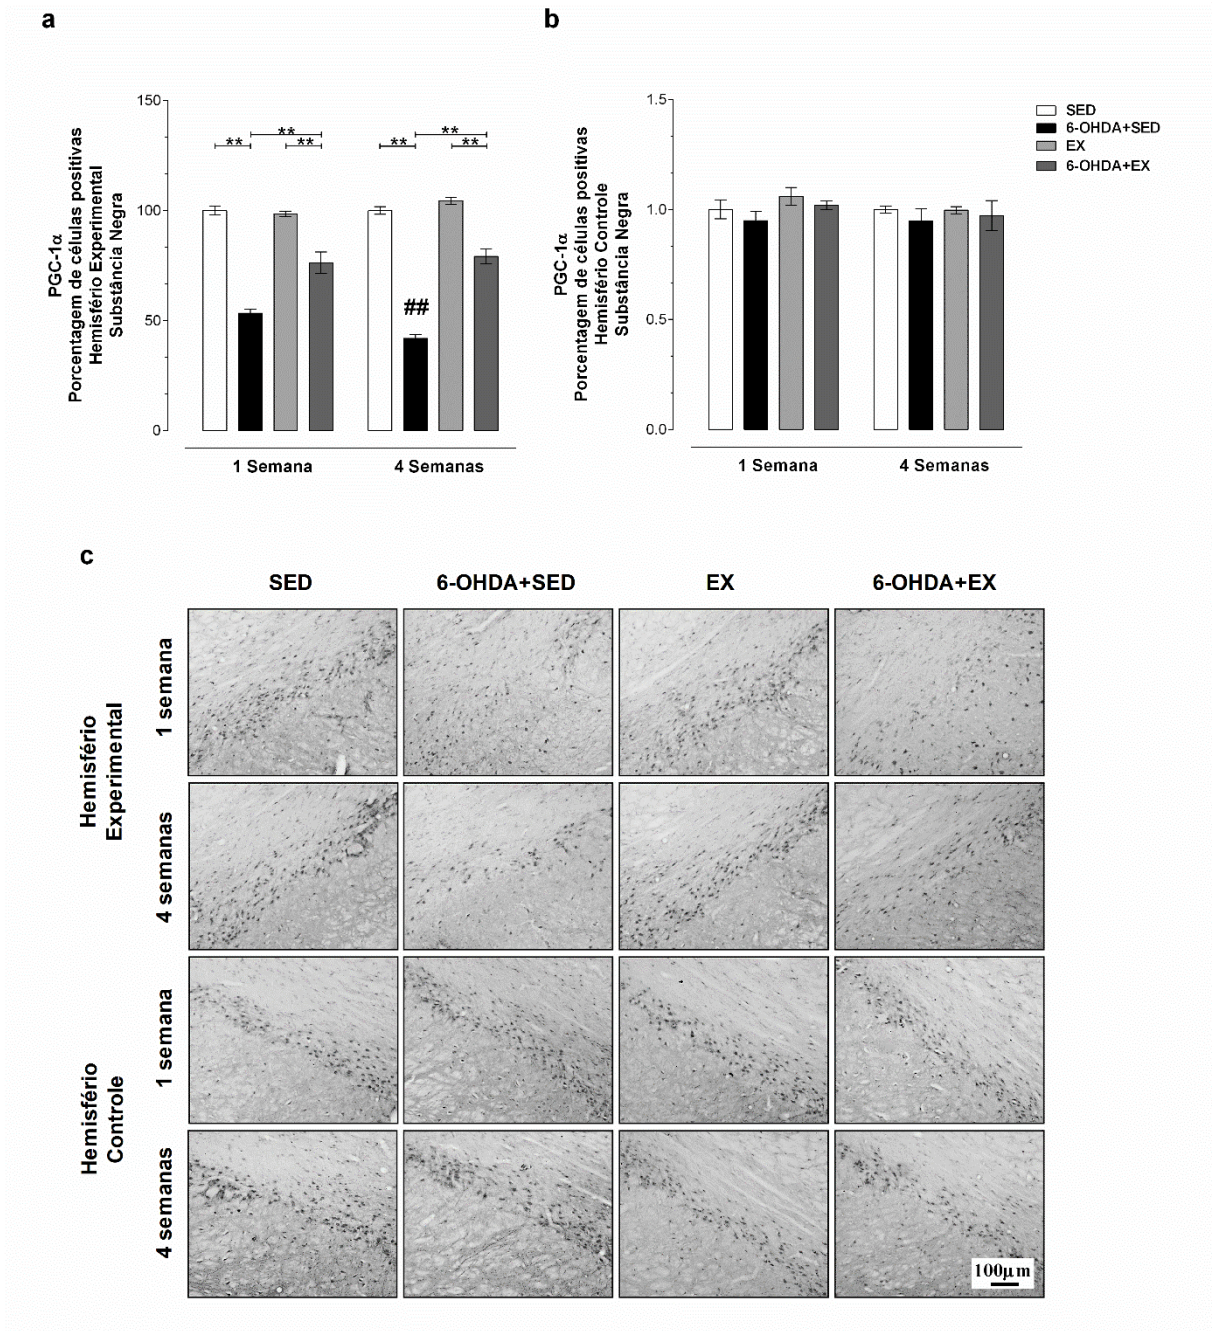 a
b
PGC-1α
Porcentagem de células positivas
Hemisfério Experimental
Substância Negra
150
100
50
0
**
**
**
**
**
**
##
1 Semana
4 Semanas
PGC-1α
Porcentagem de células positivas
Hemisfério Controle
Substância Negra
1.5
1.0
0.5
0.0
1 Semana
4 Semanas
SED
6-OHDA+SED
EX
6-OHDA+EX
c
SED
6-OHDA+SED
EX
6-OHDA+EX
Hemisfério
Experimental
1 semana
4 semanas
Hemisfério
Controle
1 semana
4 semanas
100µm